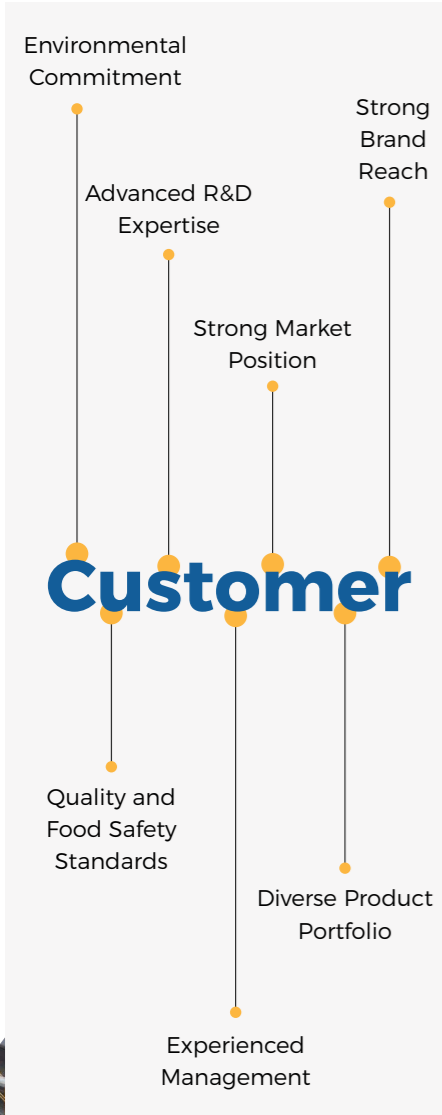 Environmental
Commitment
Strong
Brand
Reach
Advanced R&D
Expertise
Strong Market
Position
Customer
Quality and
Food Safety
Standards
Diverse Product
Portfolio
Experienced
Management